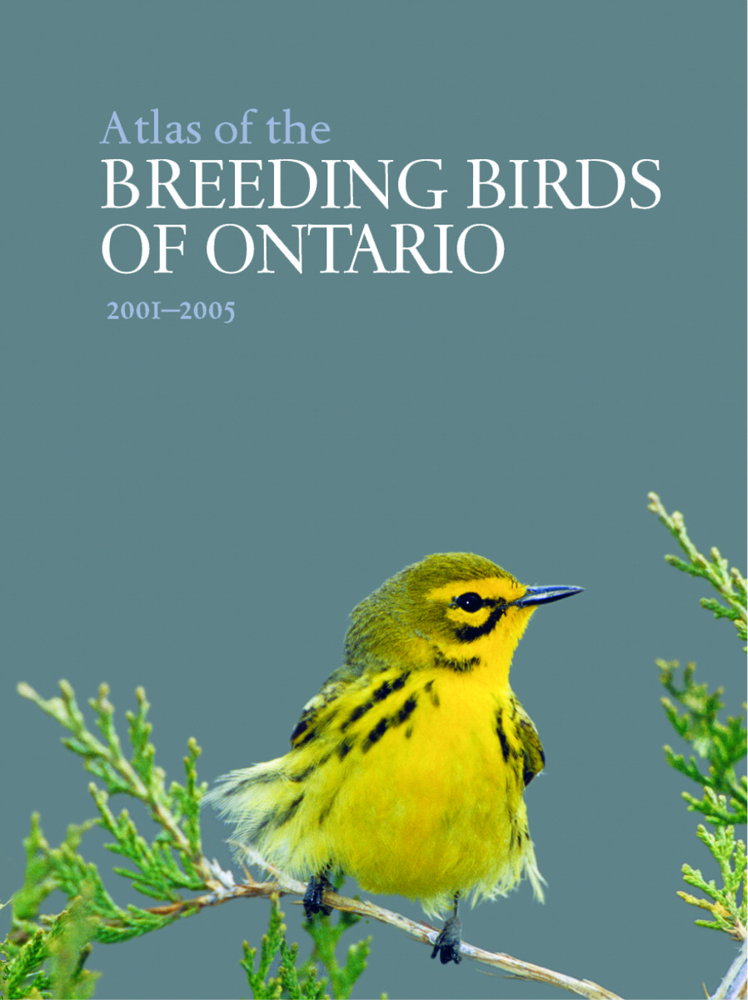 Atlas of the
BREEDING BIRDS
OF ONTARIO
2001–2005